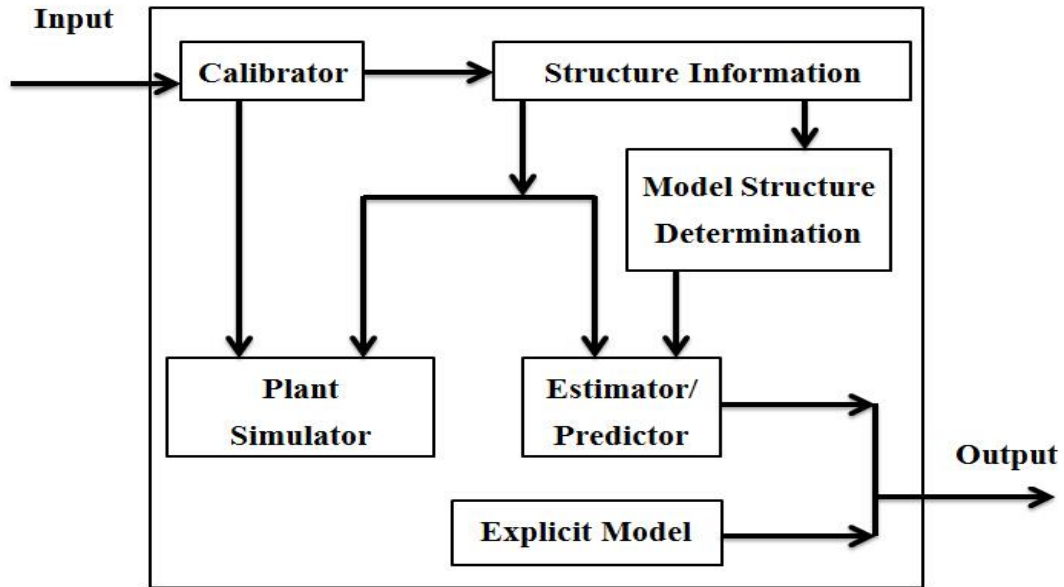 Input
Calibrator
Structure Information
Model Structure
Determination
Plant
Simulator
Estimator/
Predictor
Output
Explicit Model